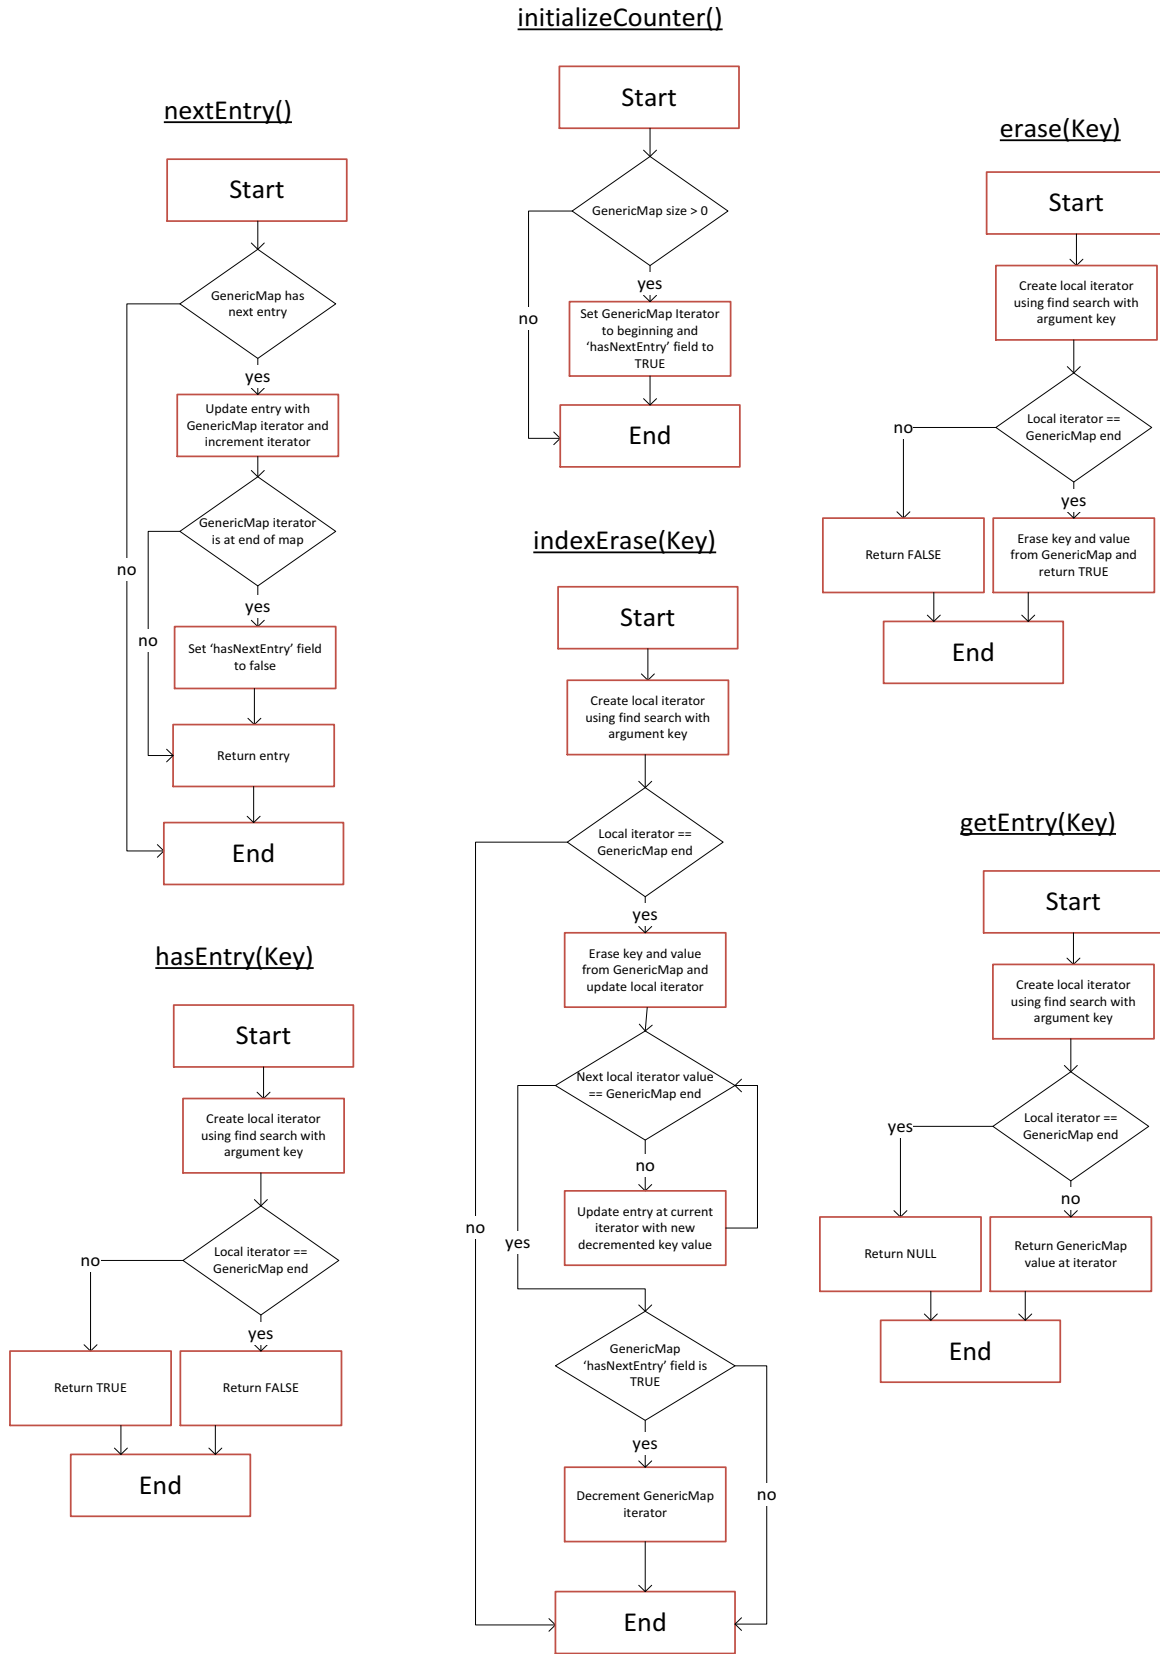 initializeCounter()
Start
GenericMap size > 0
yes
no
Set GenericMap Iterator
to beginning and
‘hasNextEntry’ field to
TRUE
End
nextEntry()
Start
GenericMap has
next entry
yes
Update entry with
GenericMap iterator and
increment iterator
GenericMap iterator
is at end of map
no
yes
no
Set ‘hasNextEntry’ field
to false
Return entry
End
erase(Key)
Start
Create local iterator
using find search with
argument key
Local iterator ==
GenericMap end
no
yes
Return FALSE
Erase key and value
from GenericMap and
return TRUE
End
indexErase(Key)
Start
Create local iterator
using find search with
argument key
Local iterator ==
GenericMap end
yes
Erase key and value
from GenericMap and
update local iterator
Next local iterator value
== GenericMap end
no
Update entry at current
iterator with new
decremented key value
no
yes
GenericMap
‘hasNextEntry’ field is
TRUE
yes
Decrement GenericMap
iterator
no
End
hasEntry(Key)
Start
Create local iterator
using find search with
argument key
Local iterator ==
GenericMap end
no
yes
Return TRUE
Return FALSE
End
getEntry(Key)
Start
Create local iterator
using find search with
argument key
Local iterator ==
GenericMap end
yes
no
Return NULL
Return GenericMap
value at iterator
End